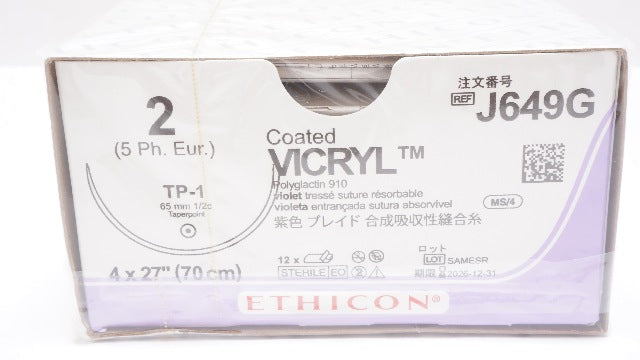 2
(5 Ph. Eur.)
TP-1
65 mm 1/2c
Taperpoint
4 x 27" (70 cm)
Coated
VICRYL™
Polyglactin 910
violet tressé suture résorbable
violeta entrançada sutura absorvível
紫色 ブレイド 合成吸収性縫合糸
12 x
STERILE EO
注文番号
REF J649G
MS/4
ロット
LOT SAMESR
期限 2026-12-31
ETHICON®